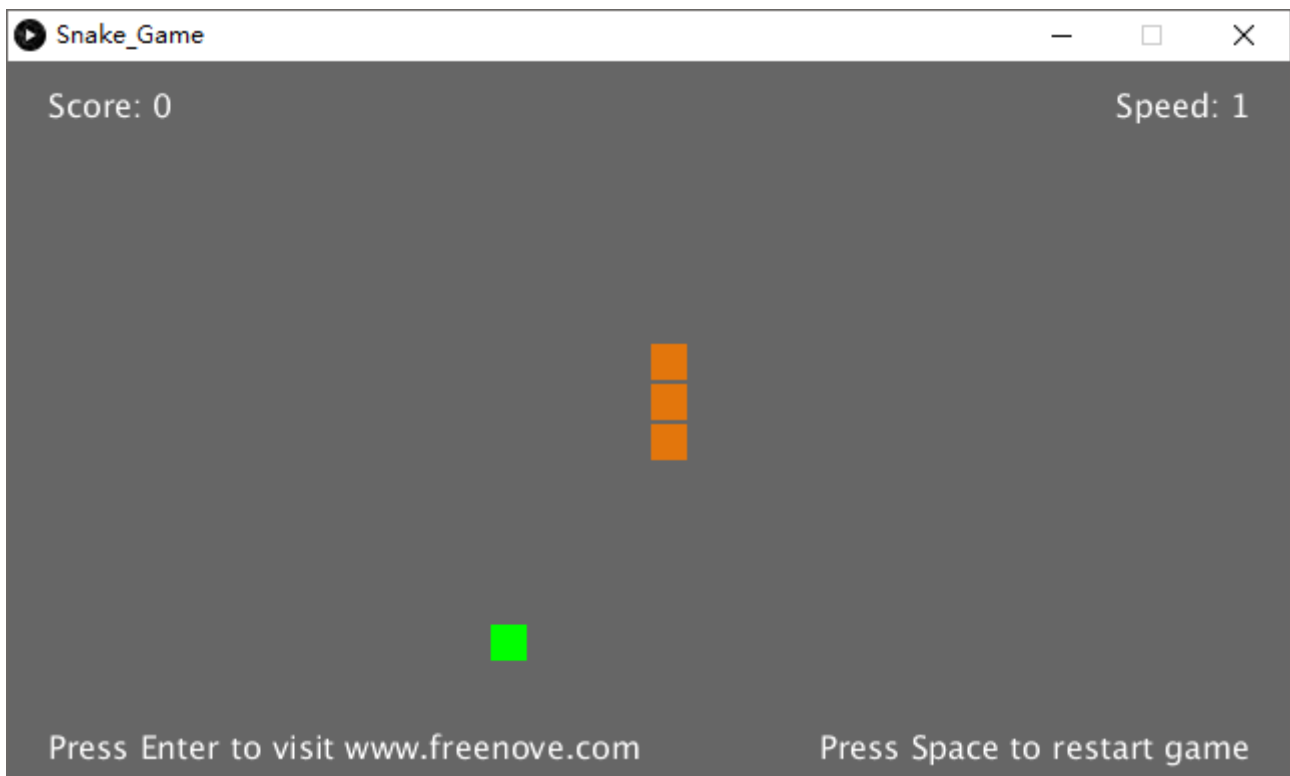 Snake_Game
Score: 0
Speed: 1
Press Enter to visit www.freenove.com
Press Space to restart game